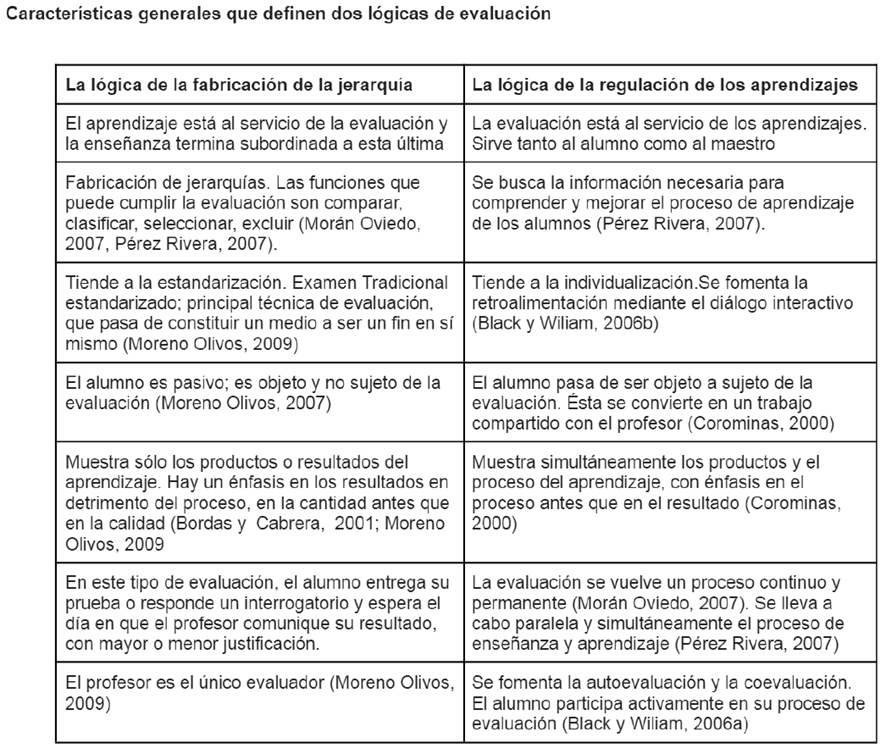 Características generales que definen dos lógicas de evaluación
La lógica de la fabricación de la jerarquía
La lógica de la regulación de los aprendizajes
El aprendizaje está al servicio de la evaluación y
la enseñanza termina subordinada a esta última
La evaluación está al servicio de los aprendizajes.
Sirve tanto al alumno como al maestro
Fabricación de jerarquías. Las funciones que
puede cumplir la evaluación son comparar,
clasificar, seleccionar, excluir (Morán Oviedo,
2007, Pérez Rivera, 2007).
Se busca la información necesaria para
comprender y mejorar el proceso de aprendizaje
de los alumnos (Pérez Rivera, 2007).
Tiende a la estandarización. Examen Tradicional
estandarizado; principal técnica de evaluación,
que pasa de constituir un medio a ser un fin en sí
mismo (Moreno Olivos, 2009)
Tiende a la individualización.Se fomenta la
retroalimentación mediante el diálogo interactivo
(Black y Wiliam, 2006b)
El alumno es pasivo; es objeto y no sujeto de la
evaluación (Moreno Olivos, 2007)
El alumno pasa de ser objeto a sujeto de la
evaluación. Ésta se convierte en un trabajo
compartido con el profesor (Corominas, 2000)
Muestra sólo los productos o resultados del
aprendizaje. Hay un énfasis en los resultados en
detrimento del proceso, en la cantidad antes que
en la calidad (Bordas y Cabrera, 2001; Moreno
Olivos, 2009
Muestra simultáneamente los productos y el
proceso del aprendizaje, con énfasis en el
proceso antes que en el resultado (Corominas,
2000)
En este tipo de evaluación, el alumno entrega su
prueba o responde un interrogatorio y espera el
día en que el profesor comunique su resultado,
con mayor o menor justificación.
La evaluación se vuelve un proceso continuo y
permanente (Morán Oviedo, 2007). Se lleva a
cabo paralela y simultáneamente el proceso de
enseñanza y aprendizaje (Pérez Rivera, 2007)
El profesor es el único evaluador (Moreno Olivos,
2009)
Se fomenta la autoevaluación y la coevaluación.
El alumno participa activamente en su proceso de
evaluación (Black y Wiliam, 2006a)